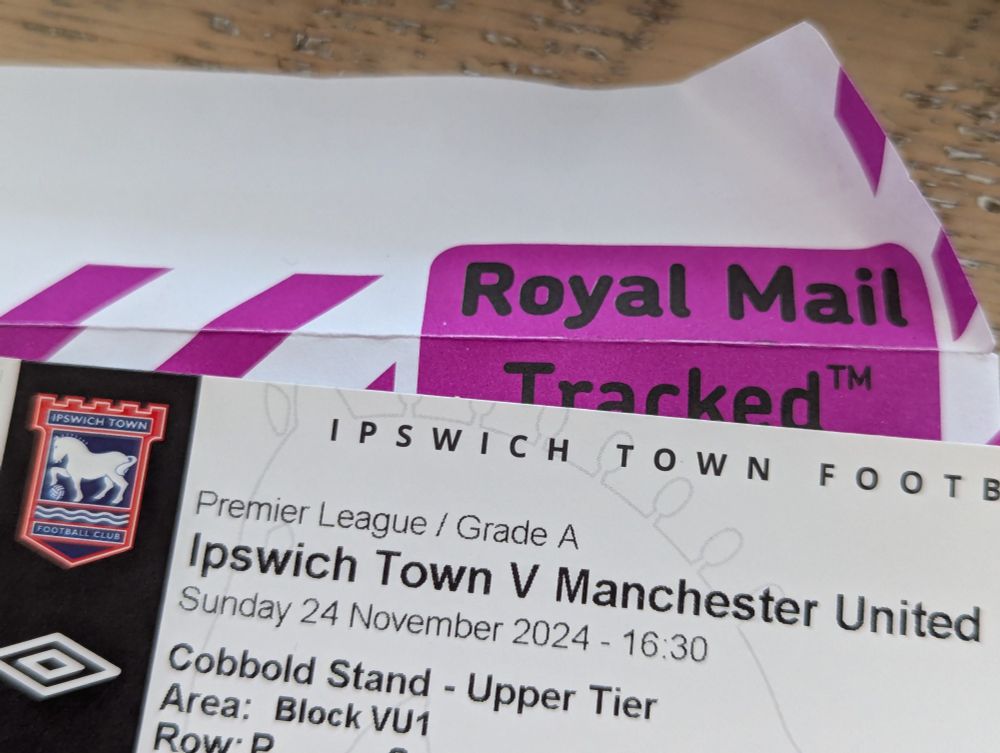 Royal Mail
Tracked™
IPSWICH TOWN
FOOTBALL CLUB
IPSWICH TOWN
Premier League / Grade A
Ipswich Town V Manchester United
Sunday 24 November 2024 - 16:30
Cobbold Stand - Upper Tier
Area: Block VU1
Row: